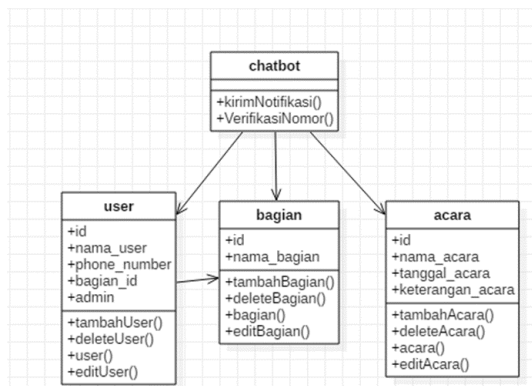 chatbot
+kirimNotifikasi()
+VerifikasiNomor()
user
+id
+nama_user
+phone_number
+bagian_id
+admin
+tambahUser()
+deleteUser()
+user()
+editUser()
bagian
+id
+nama_bagian
+tambahBagian()
+deleteBagian()
+bagian()
+editBagian()
acara
+id
+nama_acara
+tanggal_acara
+keterangan_acara
+tambahAcara()
+deleteAcara()
+acara()
+editAcara()